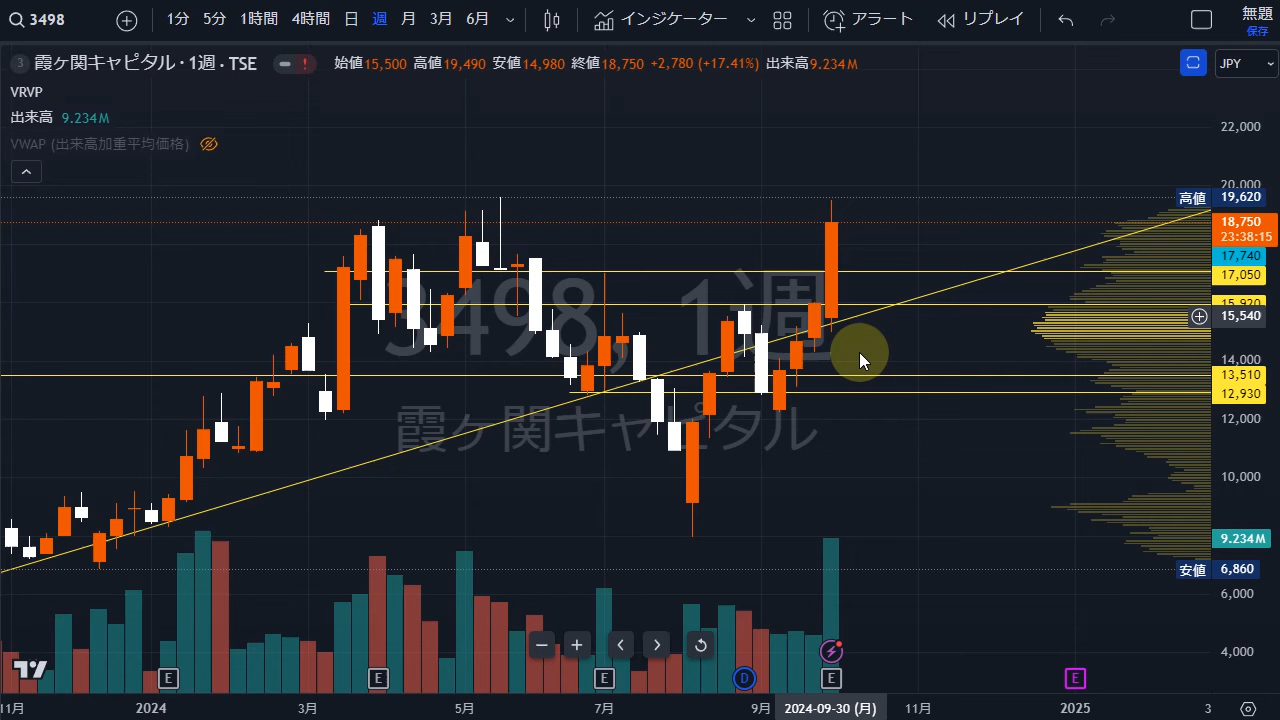 3498 1分 5分 1時間 4時間 日 週 月 3月 6月 インジケーター アラート リプレイ 無題
保存
3 霞ヶ関キャピタル · 1週 · TSE 始値15,500 高値19,490 安値14,980 終値18,750 +2,780 (+17.41%) 出来高9.234M JPY
VRVP
出来高 9.234M
VWAP (出来高加重平均価格)
22,000
20,000
高値 19,620
18,750
23:38:15
17,740
17,050
15,540
14,000
13,510
12,930
12,000
10,000
9.234M
安値 6,860
6,000
4,000
3498, 1週
霞ヶ関キャピタル
E E E D E E
11月 2024 3月 5月 7月 9月 2024-09-30 (月) 11月 2025 3